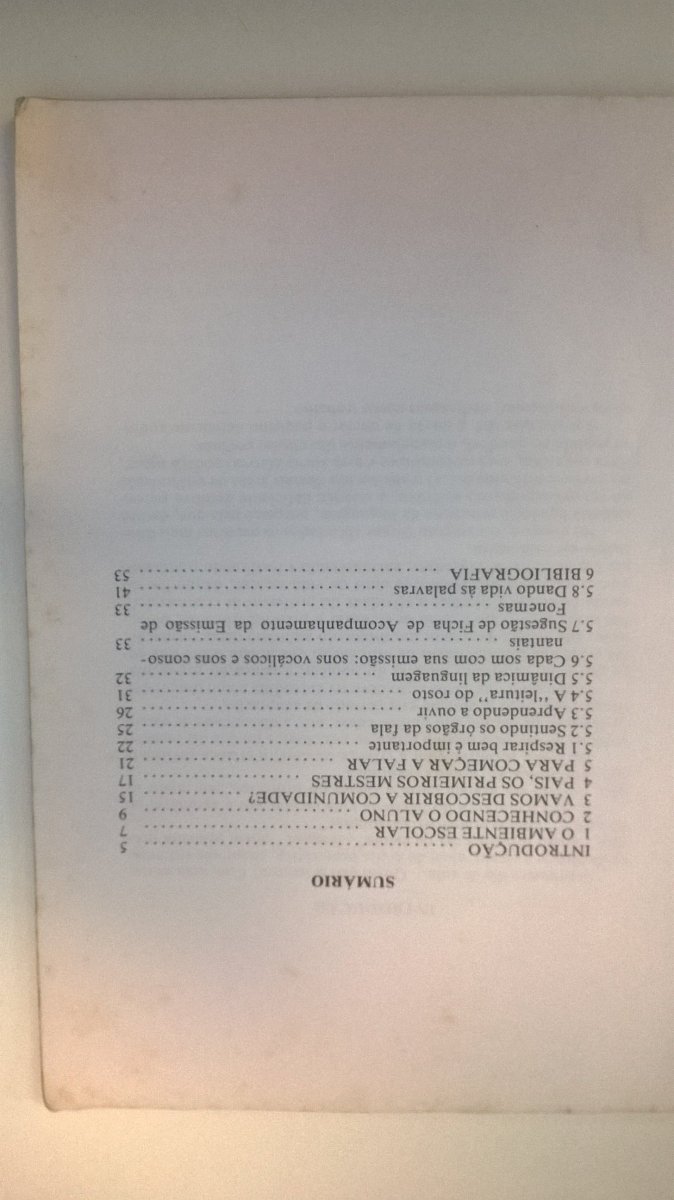 SUMÁRIO
INTRODUÇÃO ........................................ 5
1 O AMBIENTE ESCOLAR ............................ 7
2 CONHECENDO O ALUNO .......................... 9
3 VAMOS DESCOBRIR A COMUNIDADE? ............ 15
4 PAIS, OS PRIMEIROS MESTRES .................... 17
5 PARA COMEÇAR A FALAR ........................ 21
5.1 Respirar bem é importante ............................ 22
5.2 Sentindo os órgãos da fala ............................ 25
5.3 Aprendendo a ouvir .................................. 26
5.4 A "leitura" do rosto .................................. 31
5.5 Dinâmica da linguagem .............................. 32
5.6 Cada som com sua emissão: sons vocálicos e sons conso-
nantais .......................................... 33
5.7 Sugestão de Ficha de Acompanhamento da Emissão de
Fonemas .......................................... 33
5.8 Dando vida às palavras ................................ 41
6 BIBLIOGRAFIA ...................................... 53